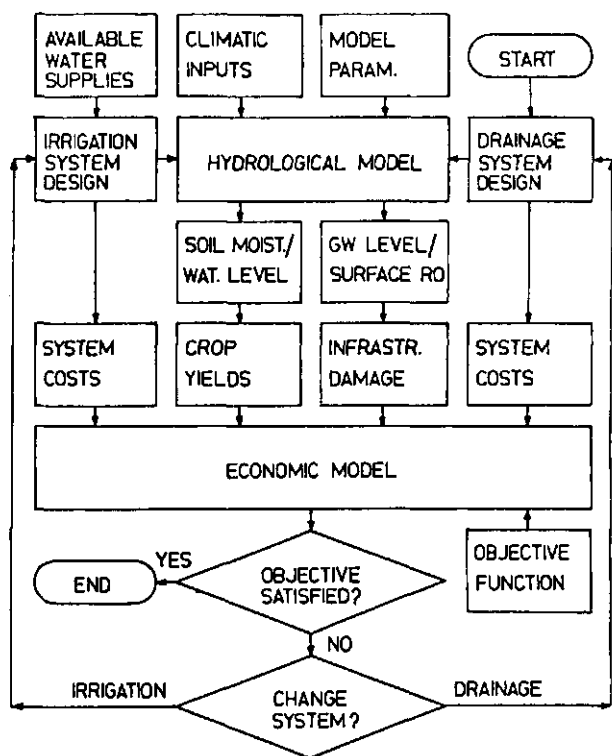 AVAILABLE
WATER
SUPPLIES
CLIMATIC
INPUTS
MODEL
PARAM.
START
IRRIGATION
SYSTEM
DESIGN
HYDROLOGICAL MODEL
DRAINAGE
SYSTEM
DESIGN
SOIL MOIST./
WAT. LEVEL
GW LEVEL/
SURFACE RO
SYSTEM
COSTS
CROP
YIELDS
INFRASTR.
DAMAGE
SYSTEM
COSTS
ECONOMIC MODEL
YES
END
OBJECTIVE
SATISFIED?
OBJECTIVE
FUNCTION
NO
IRRIGATION
CHANGE
SYSTEM?
DRAINAGE